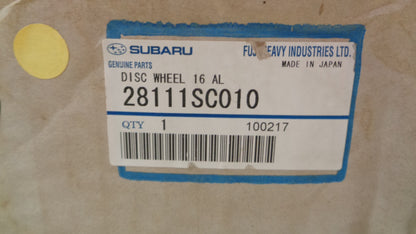 SUBARU
FUJI HEAVY INDUSTRIES LTD.
GENUINE PARTS
MADE IN JAPAN
DISC WHEEL 16 AL
28111SC010
QTY 1 100217